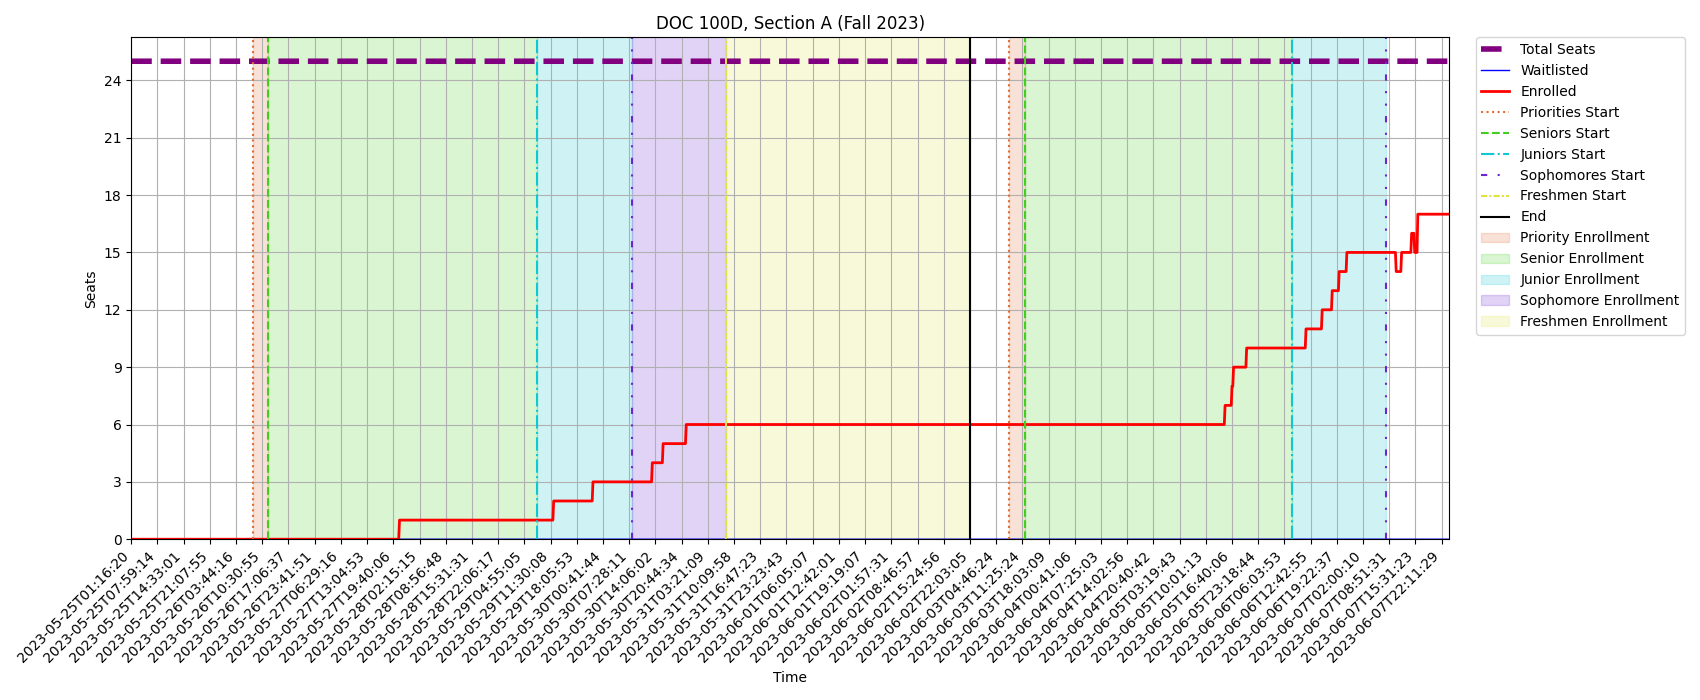 DOC 100D, Section A (Fall 2023)
Seats
24
21
18
15
12
9
6
3
0
2023-05-25T01:16:20
2023-05-25T07:59:14
2023-05-25T14:33:01
2023-05-25T21:07:55
2023-05-26T03:44:16
2023-05-26T10:30:55
2023-05-26T17:06:37
2023-05-26T23:41:51
2023-05-27T06:29:16
2023-05-27T13:04:53
2023-05-27T19:40:06
2023-05-28T02:15:15
2023-05-28T08:56:48
2023-05-28T15:31:31
2023-05-28T22:06:17
2023-05-29T04:55:05
2023-05-29T11:30:08
2023-05-29T18:05:53
2023-05-30T00:41:44
2023-05-30T07:28:11
2023-05-30T14:06:02
2023-05-30T20:44:34
2023-05-31T03:21:09
2023-05-31T10:09:58
2023-05-31T16:47:23
2023-05-31T23:23:43
2023-06-01T06:05:07
2023-06-01T12:42:01
2023-06-01T19:19:07
2023-06-02T01:57:31
2023-06-02T08:46:57
2023-06-02T15:24:56
2023-06-02T22:03:05
2023-06-03T04:46:24
2023-06-03T11:25:24
2023-06-03T18:03:09
2023-06-04T00:41:06
2023-06-04T07:25:03
2023-06-04T14:02:56
2023-06-04T20:40:42
2023-06-05T03:19:43
2023-06-05T10:01:13
2023-06-05T16:40:06
2023-06-05T23:18:44
2023-06-06T06:03:53
2023-06-06T12:42:55
2023-06-06T19:22:37
2023-06-07T02:00:10
2023-06-07T08:51:31
2023-06-07T15:31:23
2023-06-07T22:11:29
Time
Total Seats
Waitlisted
Enrolled
Priorities Start
Seniors Start
Juniors Start
Sophomores Start
Freshmen Start
End
Priority Enrollment
Senior Enrollment
Junior Enrollment
Sophomore Enrollment
Freshmen Enrollment